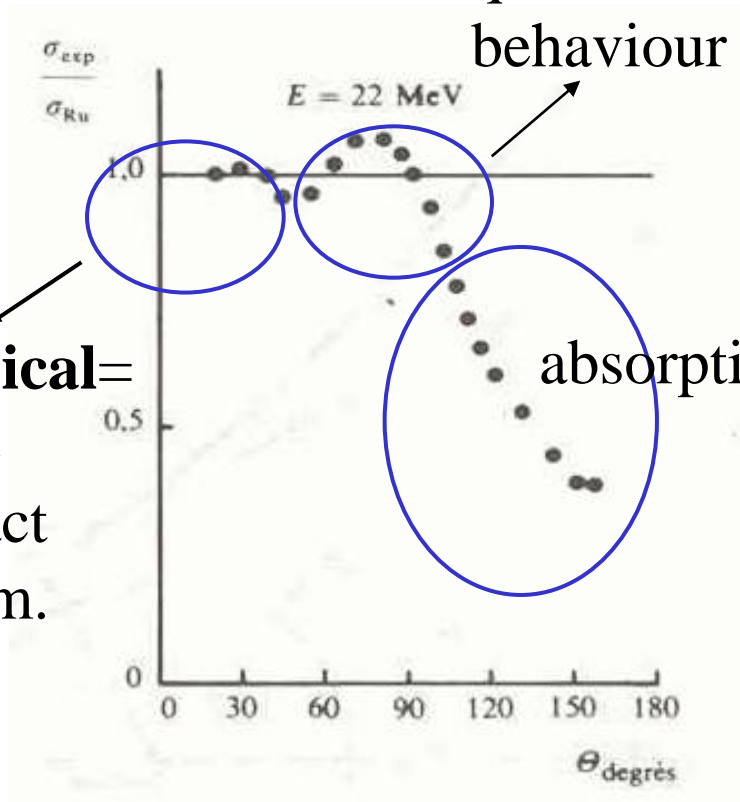 behaviour
σexp
σRu
E = 22 MeV
1,0
ical=
absorpti
0,5
act
m.
0
0 30 60 90 120 150 180
Θdegrés